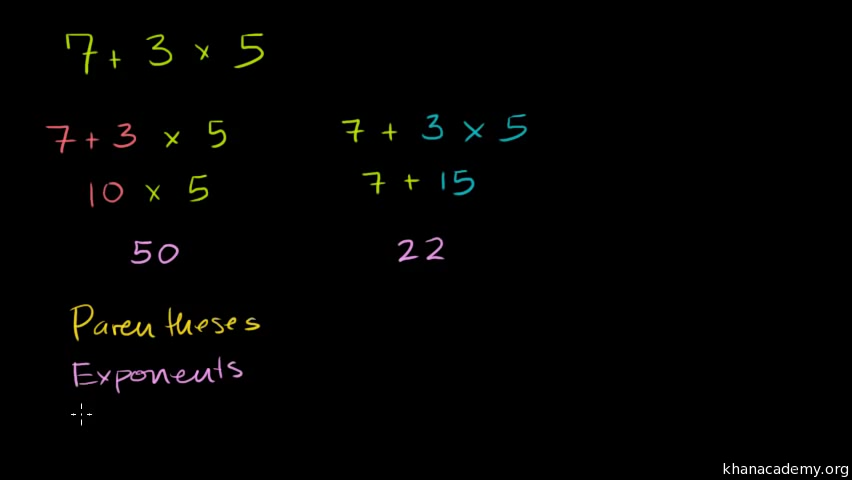 7 + 3 × 5
7 + 3 × 5
10 × 5
50
7 + 3 × 5
7 + 15
22
Parentheses
Exponents
khanacademy.org